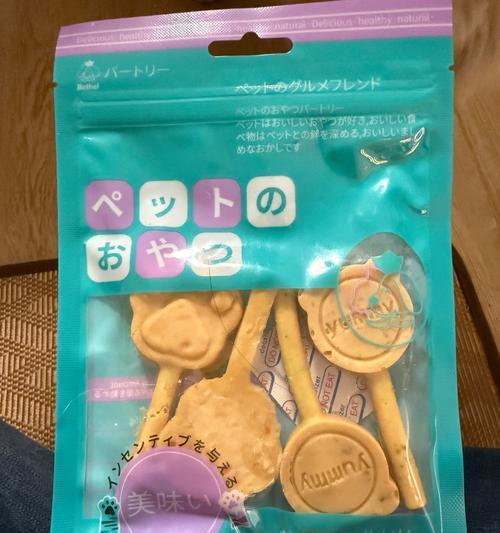 Delicious healthy natural Delicious healthy natural
バートリー
Bethel
ペットのグルメフレンド
ペットのおやつバートリー
ペットはおいしいおやつが好き,おいしい食
べ物はペットとの絆を深める,おいしいまじ
めなおかしです
ペットの
おやつ
yummy
DO NOT EAT
yummy
インセンティブを与える
美味い